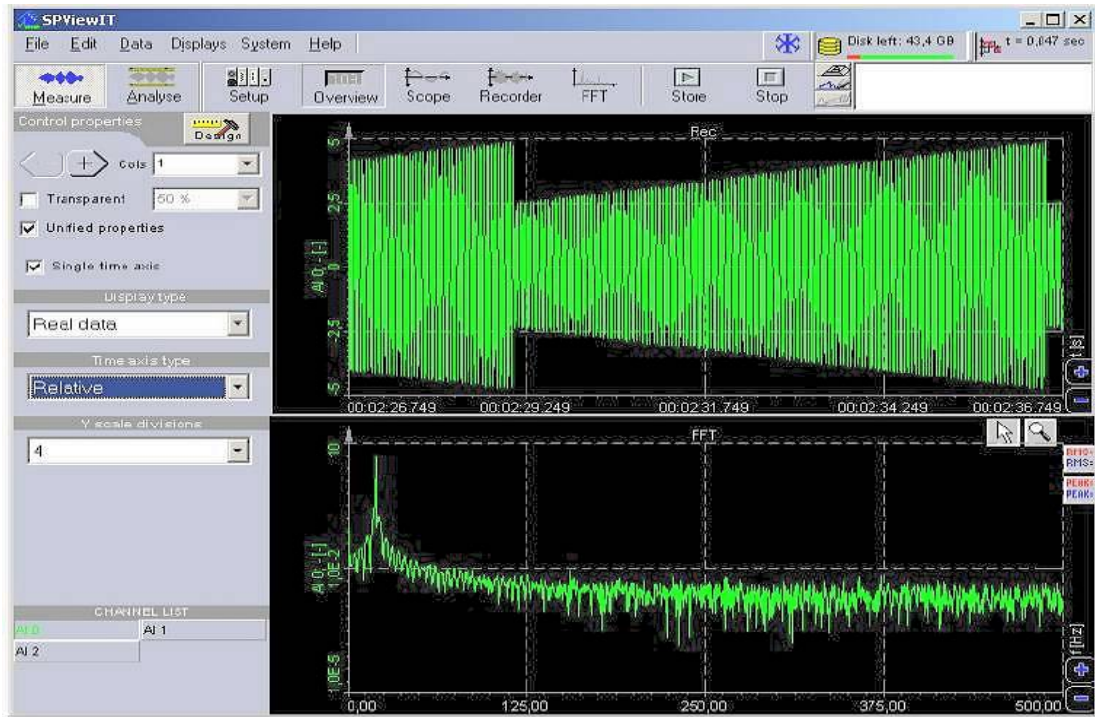 SPViewIT
File Edit Data Displays System Help
Disk left: 43,4 GB
t = 0,047 sec
Measure Analyse Setup Overview Scope Recorder FFT Store Stop
Control properties
Design
Cols 1
Transparent 50 %
Unified properties
Single time axis
Display type
Real data
Time axis type
Relative
Y scale divisions
4
CHANNEL LIST
AI 0 AI 1
AI 2
Rec
5
2,5
0
-2,5
-5
AI 0, - [-]
t [s]
00:02:26.749 00:02:29.249 00:02:31.749 00:02:34.249 00:02:36.749
FFT
RMS=
RMS=
PEAK=
PEAK=
10
1,0E-2
1,0E-5
AI 0, - [-]
f [Hz]
0,00 125,00 250,00 375,00 500,00